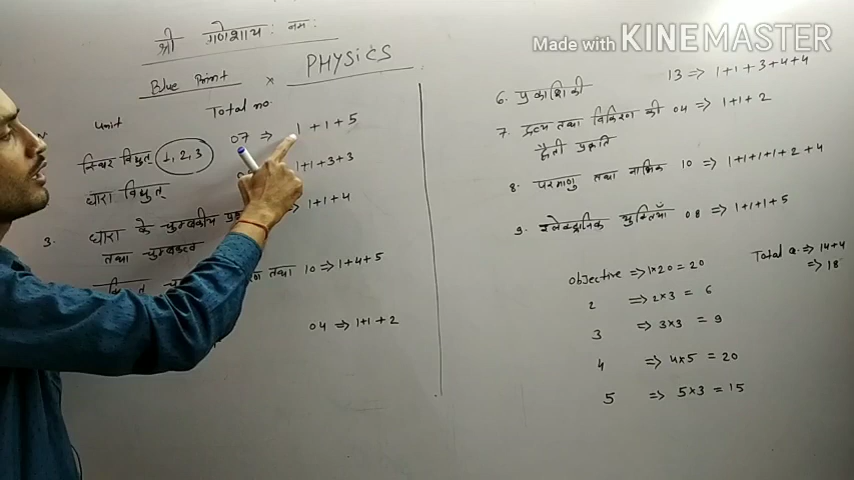 श्री गणेशाय: नम:
Blue Print × PHYSICS
Unit Total no.
स्थिर विद्युत 1, 2, 3 07 ⇒ 1 + 1 + 5
धारा विद्युत् 1+1+3+3
3. धारा के चुम्बकीय ⇒ 1+1+4
तथा चुम्बकत्व
तथा 10 ⇒ 1+4+5
04 ⇒ 1+1+2
6. प्रकाशिकी 13 ⇒ 1+1+3+4+4
7. द्रव्य तथा विकिरण की 04 ⇒ 1+1+2
द्वैती प्रकृति
8. परमाणु तथा नाभिक 10 ⇒ 1+1+1+1+2+4
9. इलेक्ट्रानिक युक्तियाँ 08 ⇒ 1+1+1+5
Objective ⇒ 1×20 = 20
2 ⇒ 2×3 = 6
3 ⇒ 3×3 = 9
4 ⇒ 4×5 = 20
5 ⇒ 5×3 = 15
Total Q. ⇒ 14+4
⇒ 18
Made with KINEMASTER